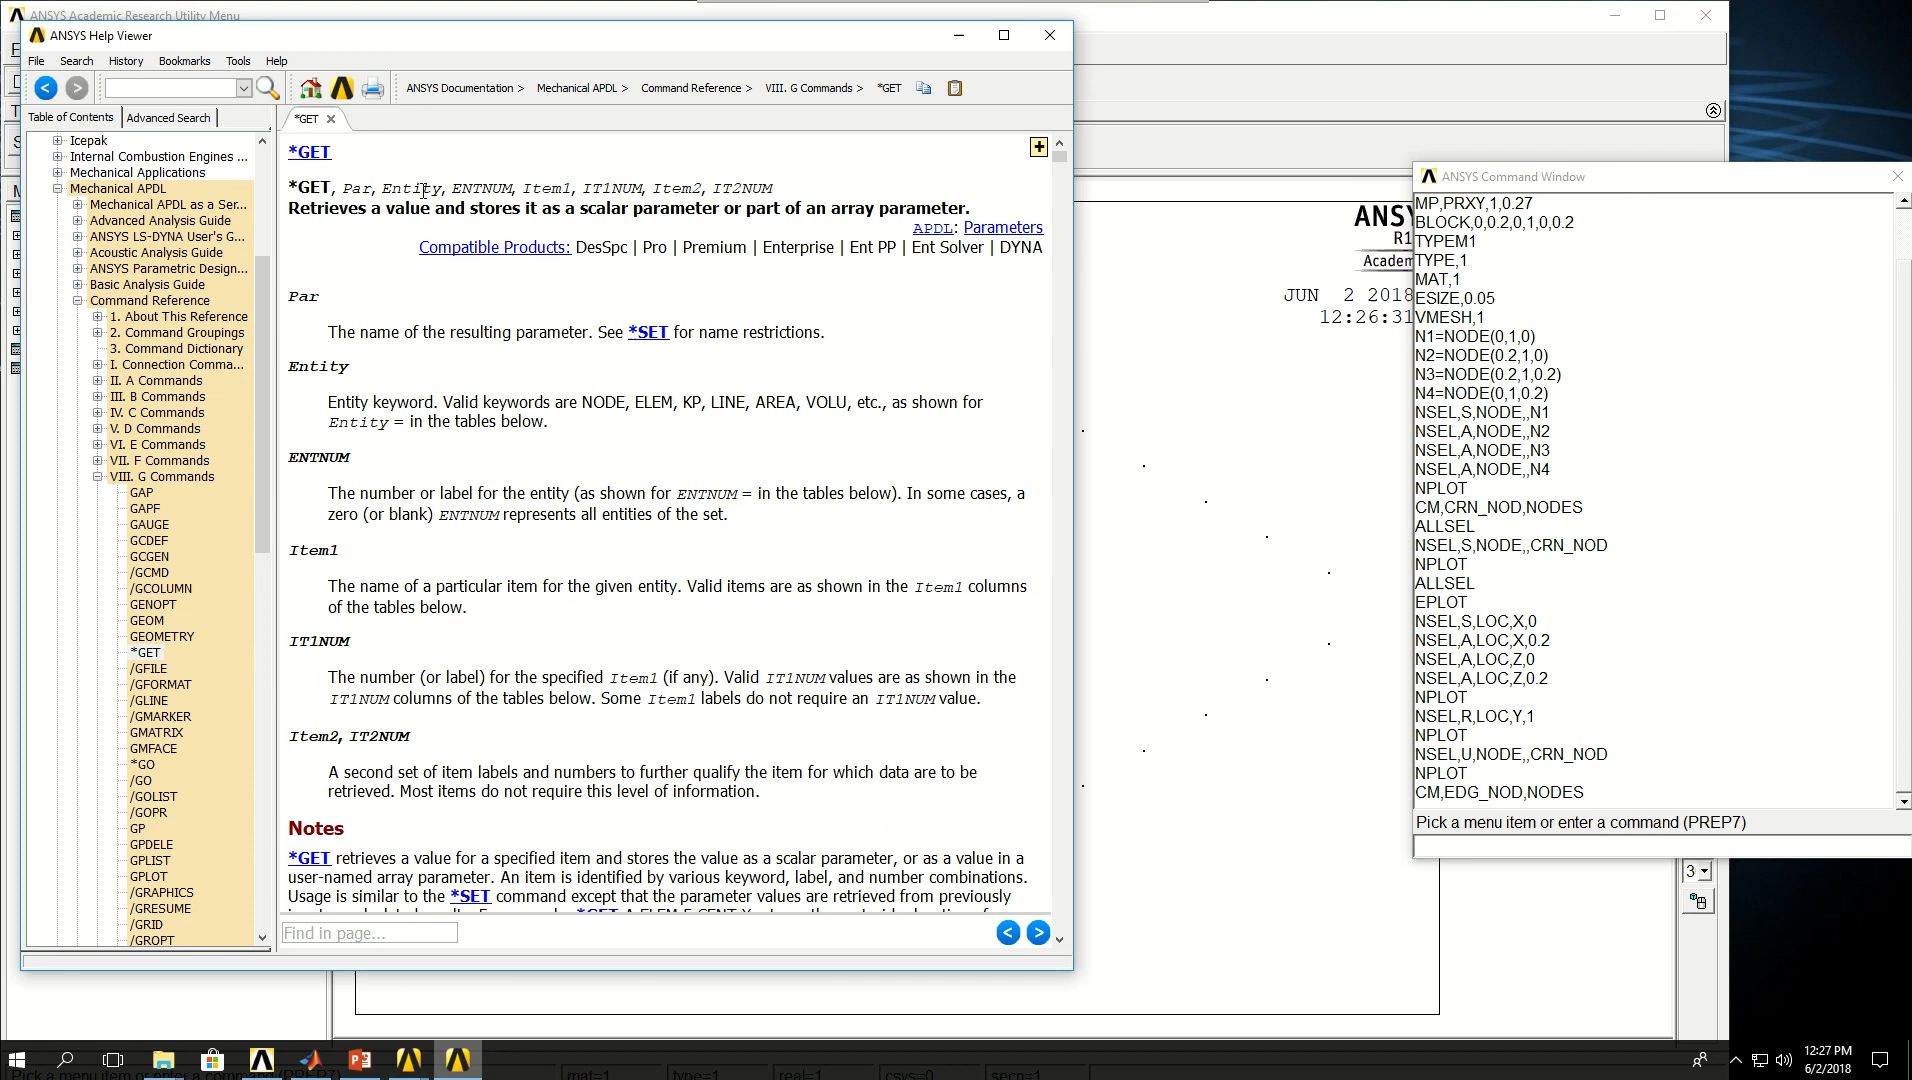 ANSYS Academic Research Utility Menu
ANSYS Help Viewer
File Search History Bookmarks Tools Help
ANSYS Documentation > Mechanical APDL > Command Reference > VIII. G Commands > *GET
Table of Contents Advanced Search
*GET
Icepak
Internal Combustion Engines ...
Mechanical Applications
Mechanical APDL
Mechanical APDL as a Ser...
Advanced Analysis Guide
ANSYS LS-DYNA User's G...
Acoustic Analysis Guide
ANSYS Parametric Design...
Basic Analysis Guide
Command Reference
1. About This Reference
2. Command Groupings
3. Command Dictionary
I. Connection Comma...
II. A Commands
III. B Commands
IV. C Commands
V. D Commands
VI. E Commands
VII. F Commands
VIII. G Commands
GAP
GAPF
GAUGE
GCDEF
GCGEN
/GCMD
/GCOLUMN
GENOPT
GEOM
GEOMETRY
*GET
/GFILE
/GFORMAT
/GLINE
/GMARKER
GMATRIX
GMFACE
*GO
/GO
/GOLIST
/GOPR
GP
GPDELE
GPLIST
GPLOT
/GRAPHICS
/GRESUME
/GRID
/GROPT
*GET
*GET, Par, Entity, ENTNUM, Item1, IT1NUM, Item2, IT2NUM
Retrieves a value and stores it as a scalar parameter or part of an array parameter.
APDL: Parameters
Compatible Products: DesSpc | Pro | Premium | Enterprise | Ent PP | Ent Solver | DYNA
Par
The name of the resulting parameter. See *SET for name restrictions.
Entity
Entity keyword. Valid keywords are NODE, ELEM, KP, LINE, AREA, VOLU, etc., as shown for
Entity = in the tables below.
ENTNUM
The number or label for the entity (as shown for ENTNUM = in the tables below). In some cases, a
zero (or blank) ENTNUM represents all entities of the set.
Item1
The name of a particular item for the given entity. Valid items are as shown in the Item1 columns
of the tables below.
IT1NUM
The number (or label) for the specified Item1 (if any). Valid IT1NUM values are as shown in the
IT1NUM columns of the tables below. Some Item1 labels do not require an IT1NUM value.
Item2, IT2NUM
A second set of item labels and numbers to further qualify the item for which data are to be
retrieved. Most items do not require this level of information.
Notes
*GET retrieves a value for a specified item and stores the value as a scalar parameter, or as a value in a
user-named array parameter. An item is identified by various keyword, label, and number combinations.
Usage is similar to the *SET command except that the parameter values are retrieved from previously
Find in page...
ANSY
R1
Academ
JUN 2 2018
12:26:31
ANSYS Command Window
MP,PRXY,1,0.27
BLOCK,0,0.2,0,1,0,0.2
TYPEM1
TYPE,1
MAT,1
ESIZE,0.05
VMESH,1
N1=NODE(0,1,0)
N2=NODE(0.2,1,0)
N3=NODE(0.2,1,0.2)
N4=NODE(0,1,0.2)
NSEL,S,NODE,,N1
NSEL,A,NODE,,N2
NSEL,A,NODE,,N3
NSEL,A,NODE,,N4
NPLOT
CM,CRN_NOD,NODES
ALLSEL
NSEL,S,NODE,,CRN_NOD
NPLOT
ALLSEL
EPLOT
NSEL,S,LOC,X,0
NSEL,A,LOC,X,0.2
NSEL,A,LOC,Z,0
NSEL,A,LOC,Z,0.2
NPLOT
NSEL,R,LOC,Y,1
NPLOT
NSEL,U,NODE,,CRN_NOD
NPLOT
CM,EDG_NOD,NODES
Pick a menu item or enter a command (PREP7)
3
12:27 PM
6/2/2018
Pick a menu item or enter a command (PREP7) mat=1 type=1 real=1 csys=0 secn=1